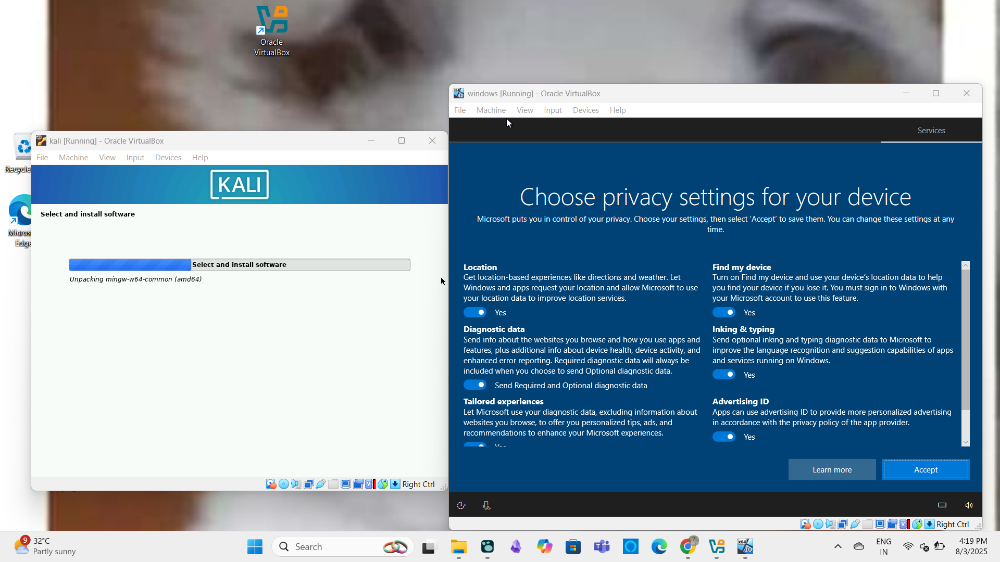 Oracle
VirtualBox
Recycle
Micros
Edge
kali [Running] - Oracle VirtualBox
File Machine View Input Devices Help
KALI
Select and install software
Select and install software
Unpacking mingw-w64-common (amd64)
Right Ctrl
windows [Running] - Oracle VirtualBox
File Machine View Input Devices Help
Services
Choose privacy settings for your device
Microsoft puts you in control of your privacy. Choose your settings, then select ‘Accept’ to save them. You can change these settings at any
time.
Location
Get location-based experiences like directions and weather. Let
Windows and apps request your location and allow Microsoft to use
your location data to improve location services.
Yes
Diagnostic data
Send info about the websites you browse and how you use apps and
features, plus additional info about device health, device activity, and
enhanced error reporting. Required diagnostic data will always be
included when you choose to send Optional diagnostic data.
Send Required and Optional diagnostic data
Tailored experiences
Let Microsoft use your diagnostic data, excluding information about
websites you browse, to offer you personalized tips, ads, and
recommendations to enhance your Microsoft experiences.
Yes
Find my device
Turn on Find my device and use your device’s location data to help
you find your device if you lose it. You must sign in to Windows with
your Microsoft account to use this feature.
Yes
Inking & typing
Send optional inking and typing diagnostic data to Microsoft to
improve the language recognition and suggestion capabilities of apps
and services running on Windows.
Yes
Advertising ID
Apps can use advertising ID to provide more personalized advertising
in accordance with the privacy policy of the app provider.
Yes
Learn more
Accept
Right Ctrl
9
32°C
Partly sunny
Search
x64
10
ENG
IN
4:19 PM
8/3/2025